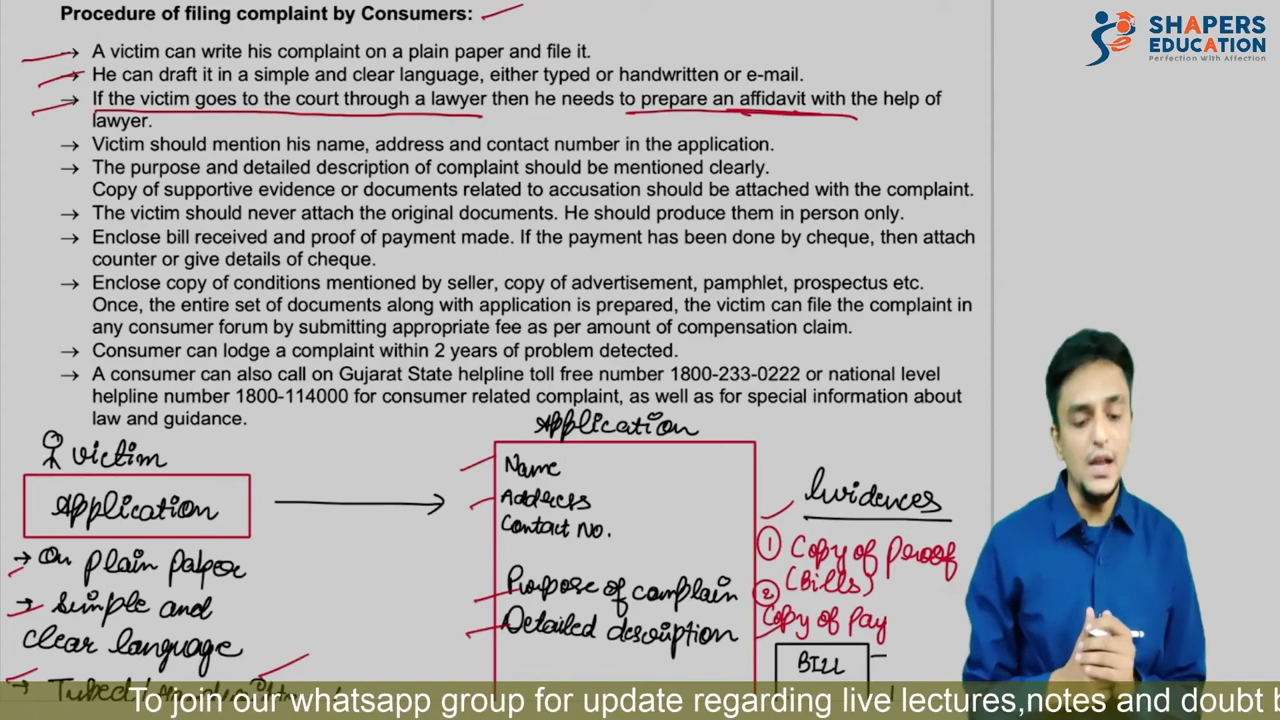 Procedure of filing complaint by Consumers:
SHAPERS
EDUCATION
Perfection With Affection
→ A victim can write his complaint on a plain paper and file it.
→ He can draft it in a simple and clear language, either typed or handwritten or e-mail.
→ If the victim goes to the court through a lawyer then he needs to prepare an affidavit with the help of
lawyer.
→ Victim should mention his name, address and contact number in the application.
→ The purpose and detailed description of complaint should be mentioned clearly.
Copy of supportive evidence or documents related to accusation should be attached with the complaint.
→ The victim should never attach the original documents. He should produce them in person only.
→ Enclose bill received and proof of payment made. If the payment has been done by cheque, then attach
counter or give details of cheque.
→ Enclose copy of conditions mentioned by seller, copy of advertisement, pamphlet, prospectus etc.
Once, the entire set of documents along with application is prepared, the victim can file the complaint in
any consumer forum by submitting appropriate fee as per amount of compensation claim.
→ Consumer can lodge a complaint within 2 years of problem detected.
→ A consumer can also call on Gujarat State helpline toll free number 1800-233-0222 or national level
helpline number 1800-114000 for consumer related complaint, as well as for special information about
law and guidance.
victim
Application
→ On plain paper
→ Simple and
clear language
Application
Name
Address
Contact No.
Purpose of complain
Detailed description
Evidences
① Copy of Proof
(Bills)
② Copy of Pay
BILL
To join our whatsapp group for update regarding live lectures,notes and doubt